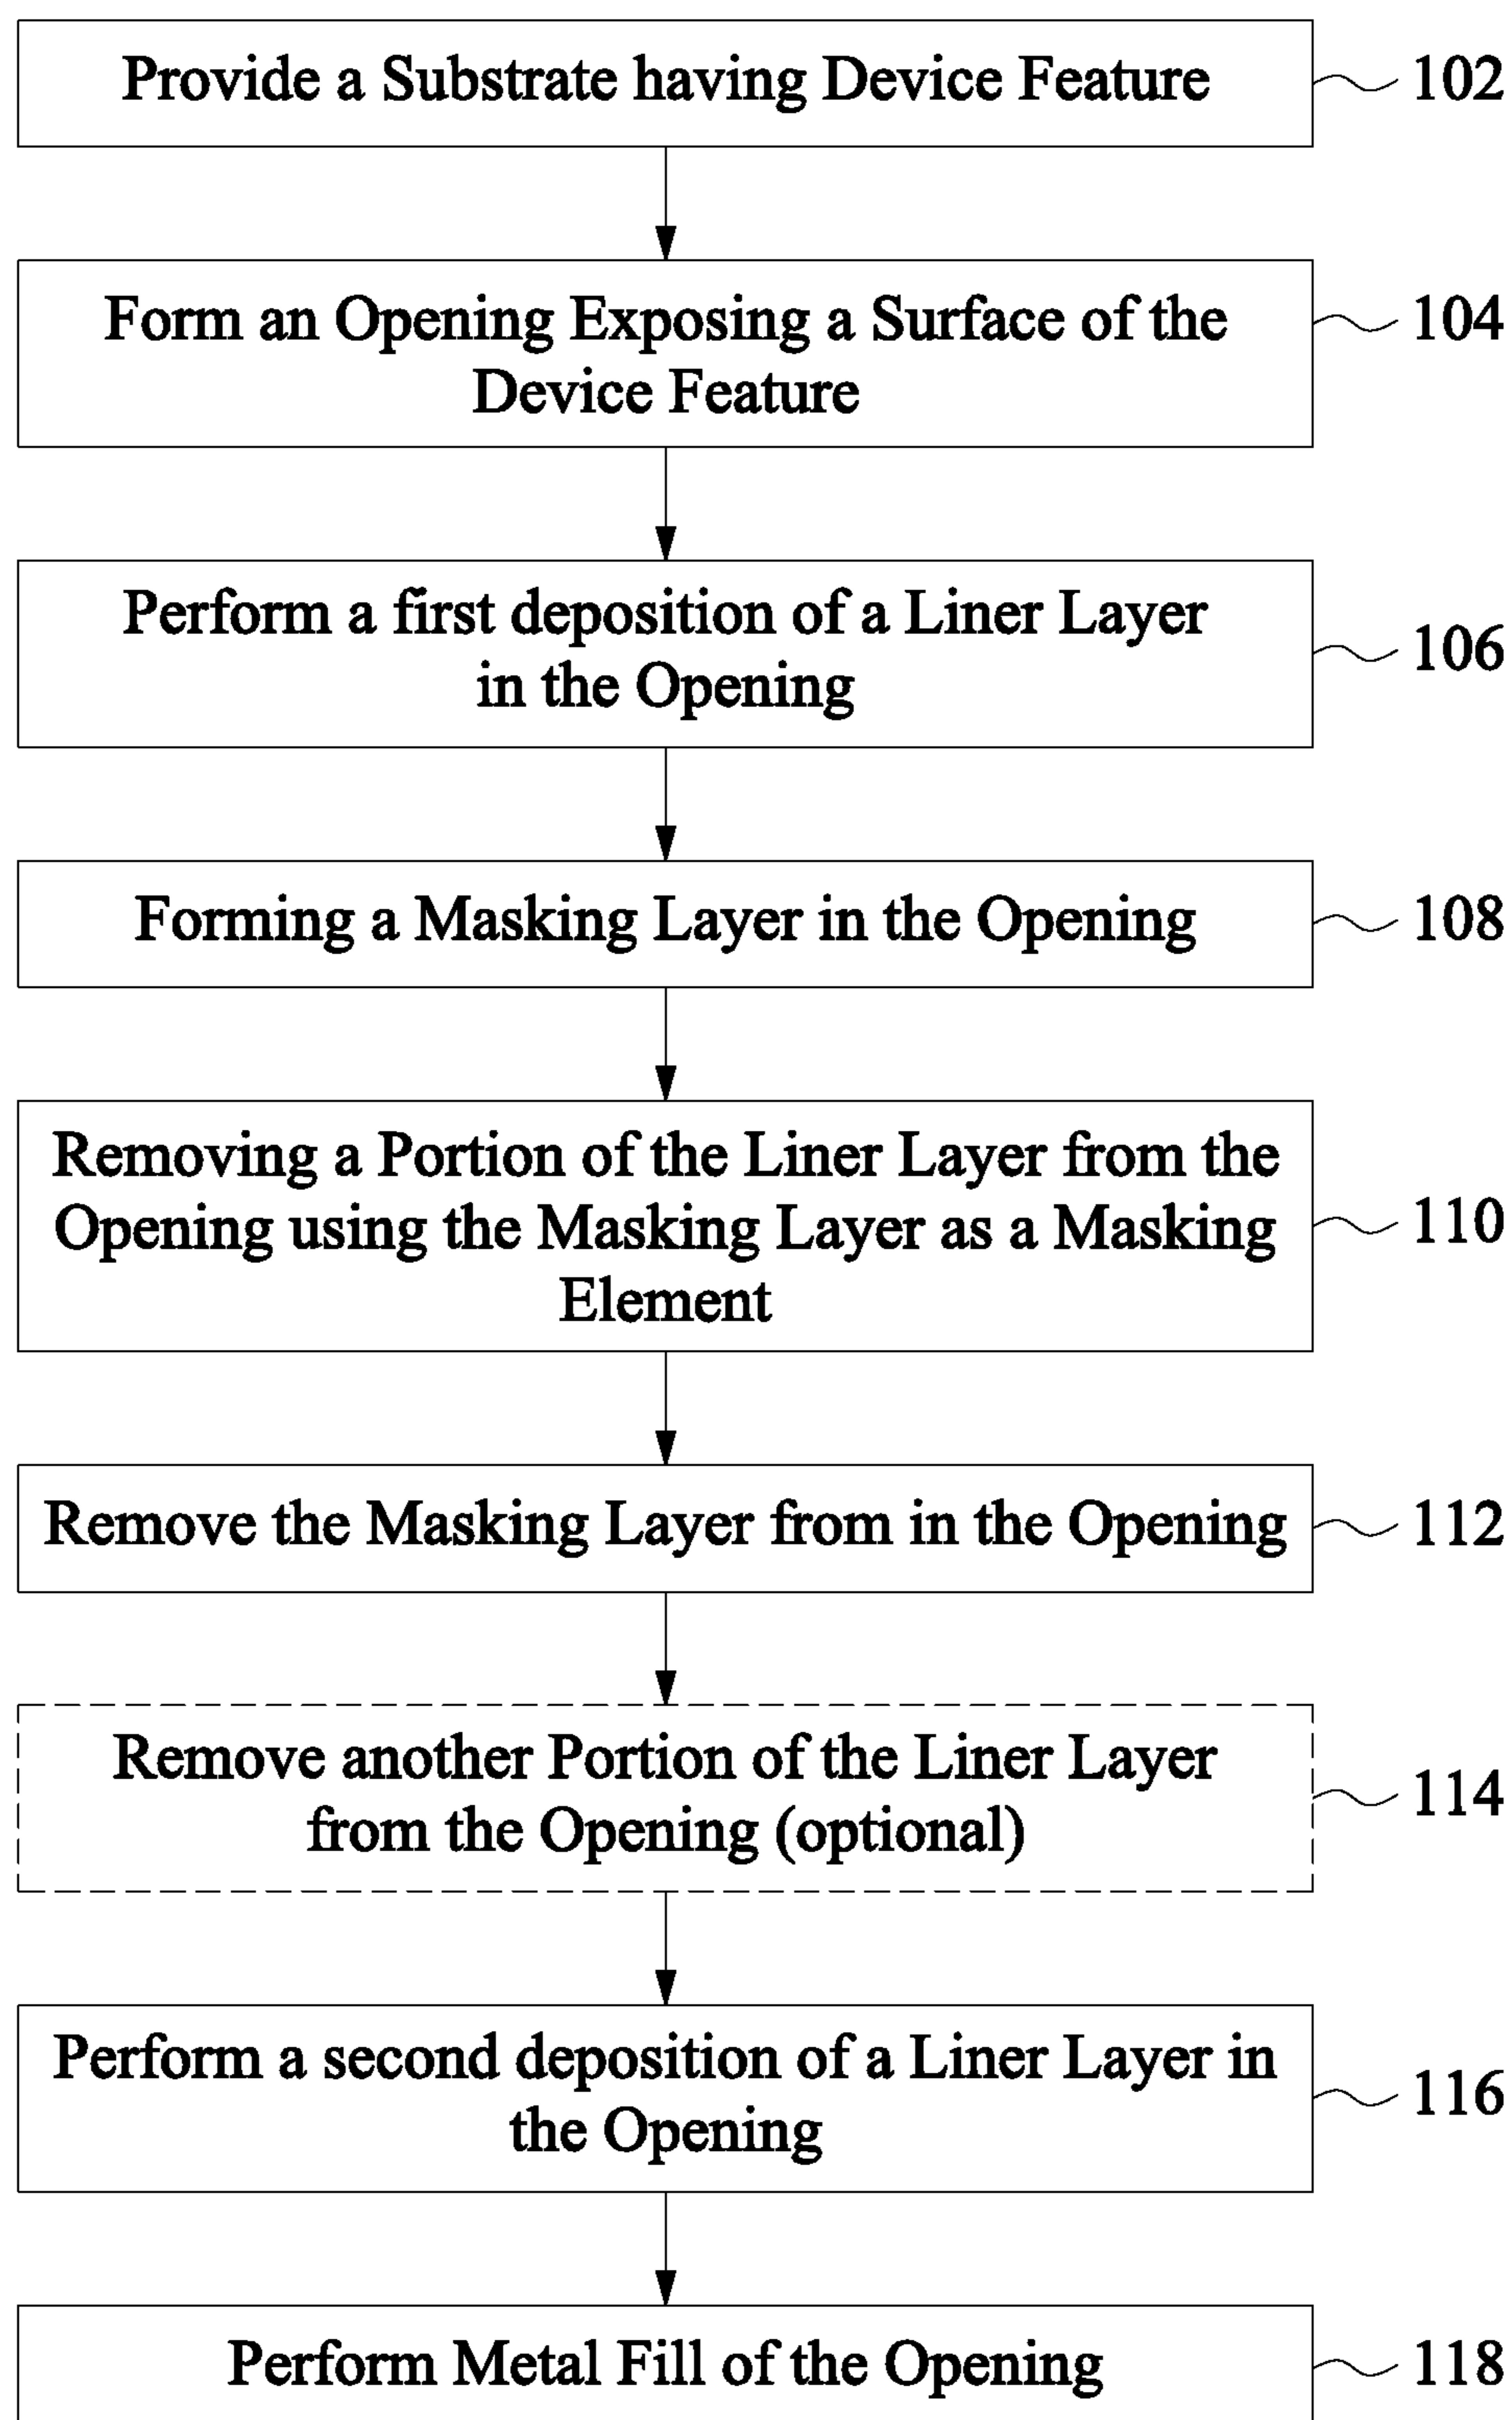 Provide a Substrate having Device Feature
102
Form an Opening Exposing a Surface of the
Device Feature
104
Perform a first deposition of a Liner Layer
in the Opening
106
Forming a Masking Layer in the Opening
108
Removing a Portion of the Liner Layer from the
Opening using the Masking Layer as a Masking
Element
110
Remove the Masking Layer from in the Opening
112
Remove another Portion of the Liner Layer
from the Opening (optional)
114
Perform a second deposition of a Liner Layer in
the Opening
116
Perform Metal Fill of the Opening
118